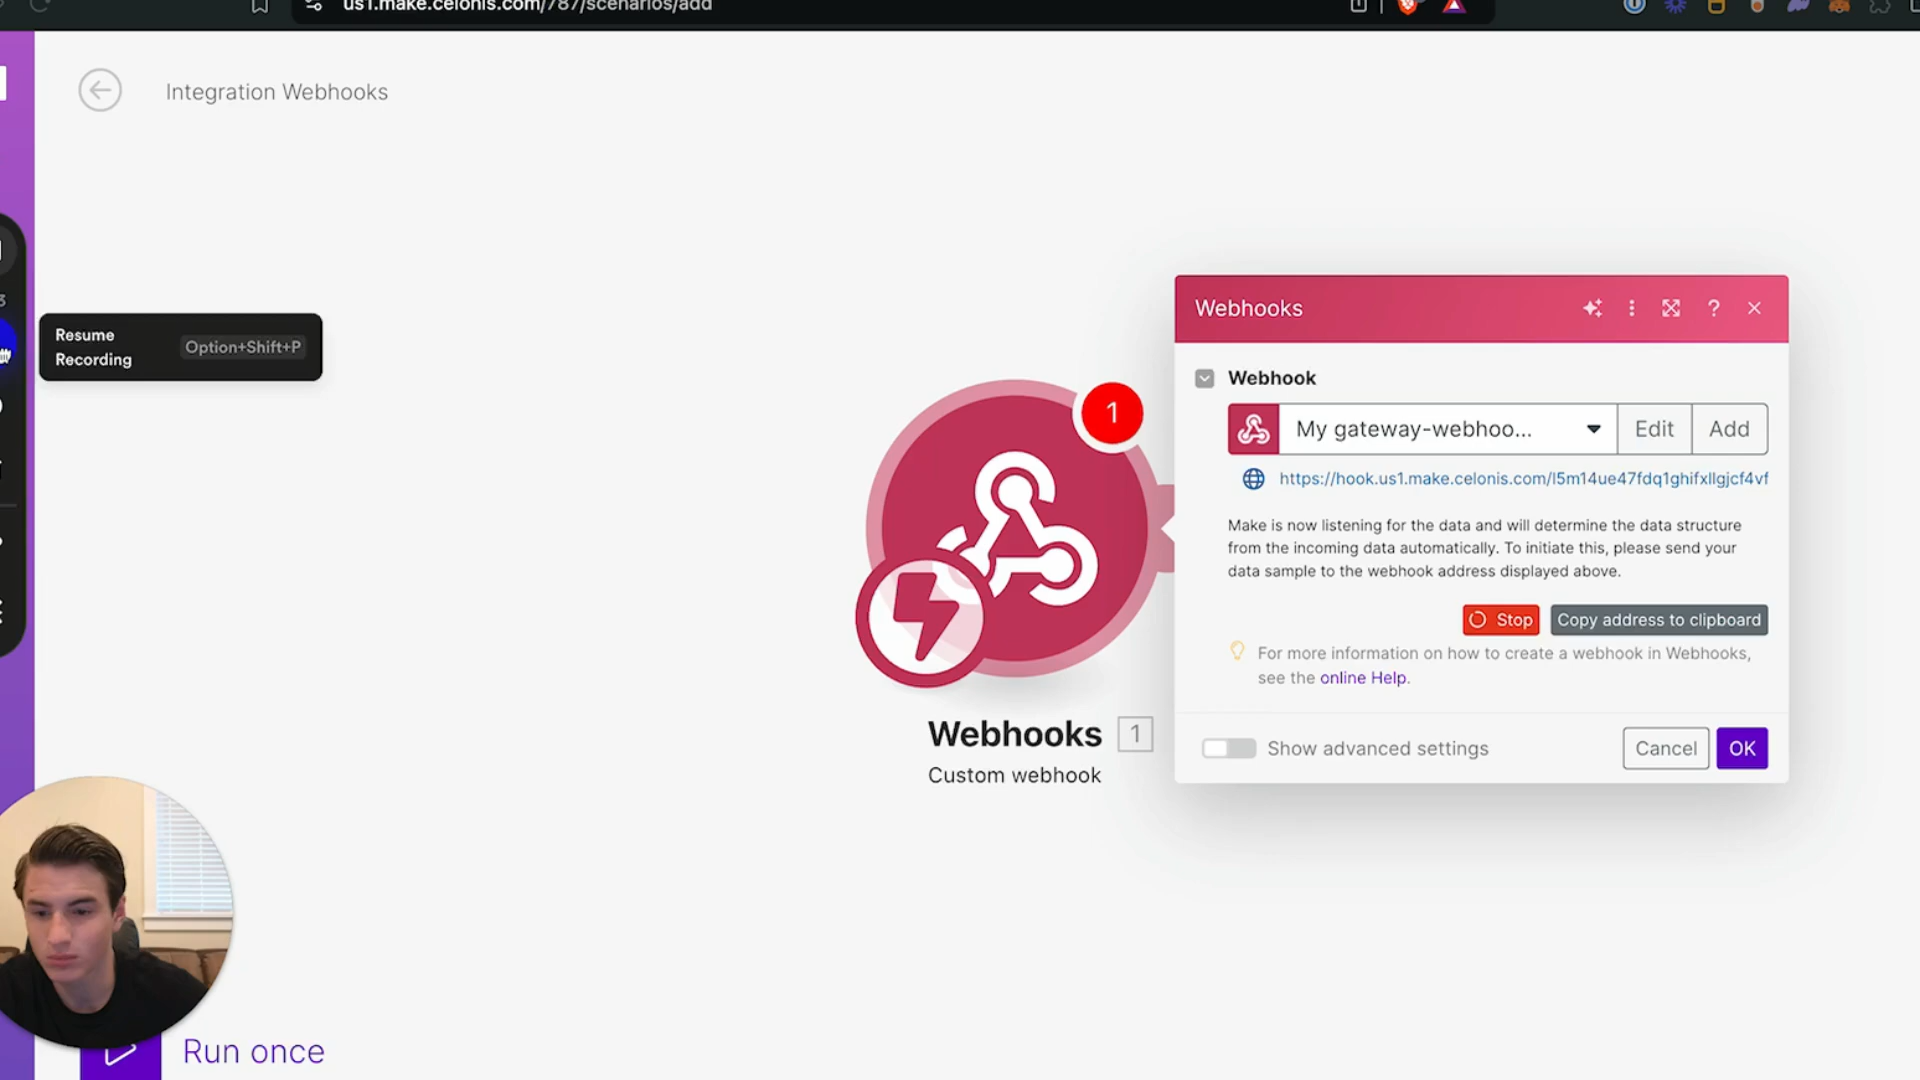 us1.make.celonis.com/787/scenarios/add
Integration Webhooks
Resume
Recording
Option+Shift+P
Webhooks
?
Webhook
My gateway-webhoo...
Edit
Add
https://hook.us1.make.celonis.com/l5m14ue47fdq1ghifxllgjcf4vf
Make is now listening for the data and will determine the data structure
from the incoming data automatically. To initiate this, please send your
data sample to the webhook address displayed above.
Stop
Copy address to clipboard
For more information on how to create a webhook in Webhooks,
see the online Help.
Show advanced settings
Cancel
OK
1
Webhooks 1
Custom webhook
Run once